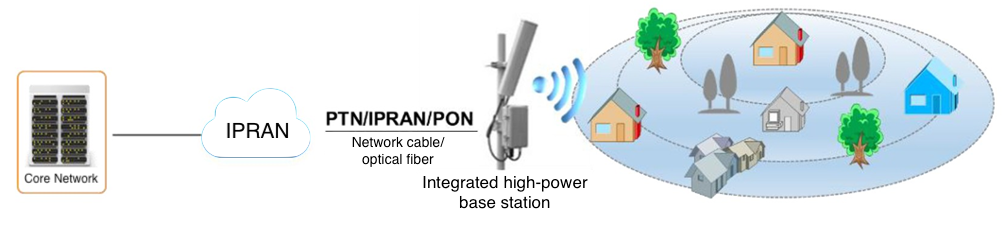 Core Network
IPRAN
PTN/IPRAN/PON
Network cable/
optical fiber
Integrated high-power
base station